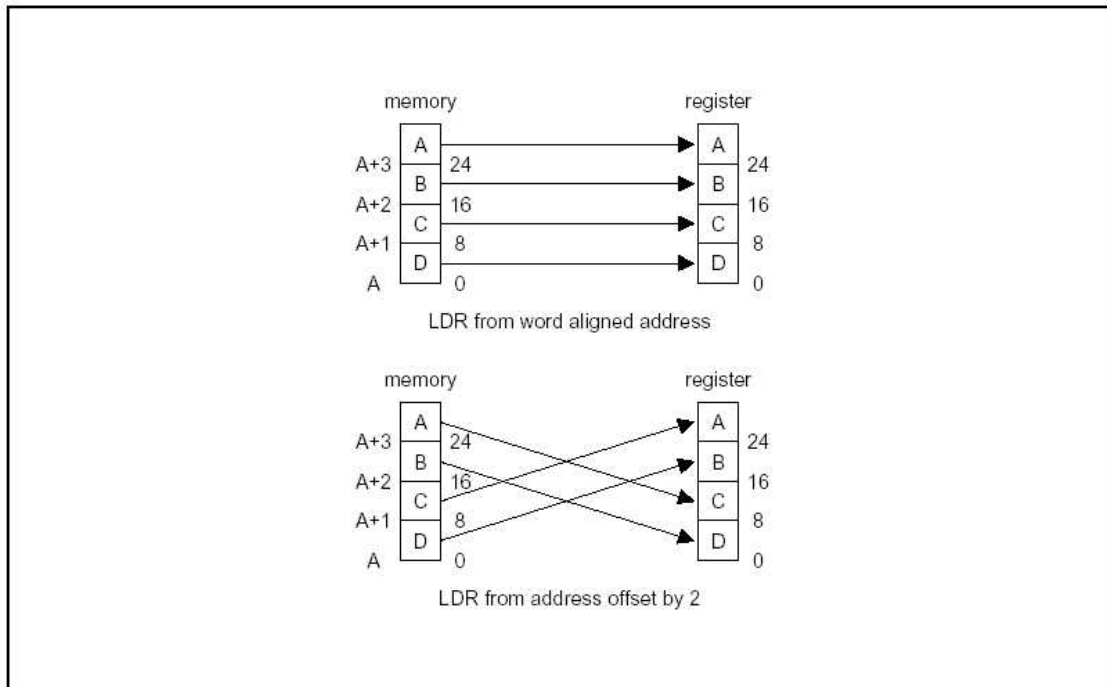 memory register
A A
A+3 24 24
B B
A+2 16 16
C C
A+1 8 8
D D
A 0 0
LDR from word aligned address
memory register
A A
A+3 24 24
B B
A+2 16 16
C C
A+1 8 8
D D
A 0 0
LDR from address offset by 2